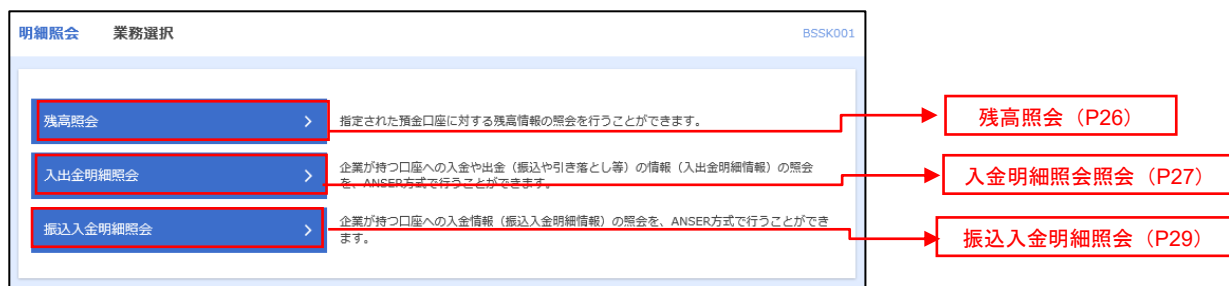 明細照会 業務選択 BSSK001
残高照会
指定された預金口座に対する残高情報の照会を行うことができます。
残高照会（P26）
入出金明細照会
企業が持つ口座への入金や出金（振込や引き落とし等）の情報（入出金明細情報）の照会
を、ANSER方式で行うことができます。
入金明細照会照会（P27）
振込入金明細照会
企業が持つ口座への入金情報（振込入金明細情報）の照会を、ANSER方式で行うことができ
ます。
振込入金明細照会（P29）